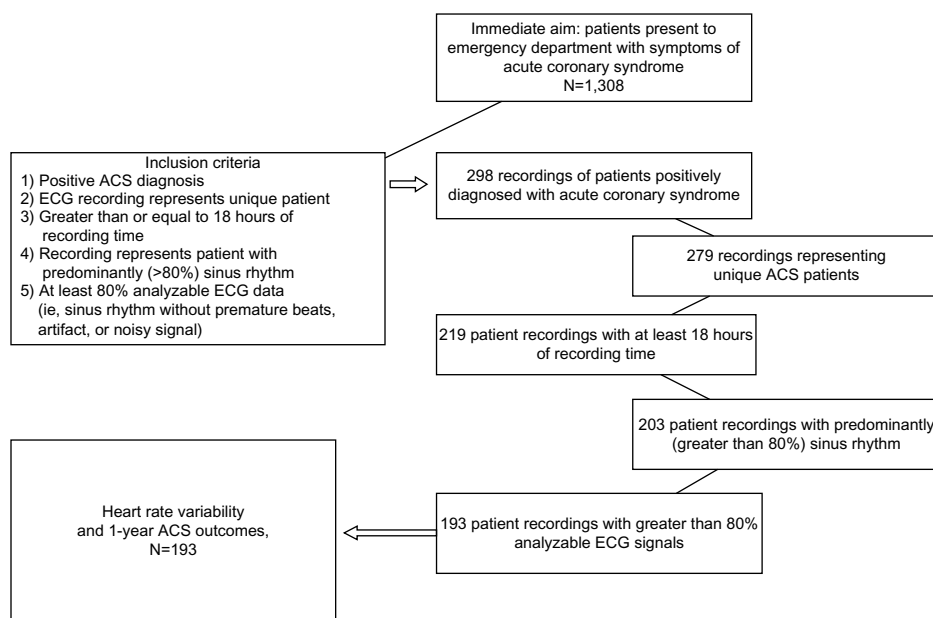 Immediate aim: patients present to
emergency department with symptoms of
acute coronary syndrome
N=1,308
Inclusion criteria
1) Positive ACS diagnosis
2) ECG recording represents unique patient
3) Greater than or equal to 18 hours of
recording time
4) Recording represents patient with
predominantly (>80%) sinus rhythm
5) At least 80% analyzable ECG data
(ie, sinus rhythm without premature beats,
artifact, or noisy signal)
298 recordings of patients positively
diagnosed with acute coronary syndrome
279 recordings representing
unique ACS patients
219 patient recordings with at least 18 hours
of recording time
203 patient recordings with predominantly
(greater than 80%) sinus rhythm
193 patient recordings with greater than 80%
analyzable ECG signals
Heart rate variability
and 1-year ACS outcomes,
N=193